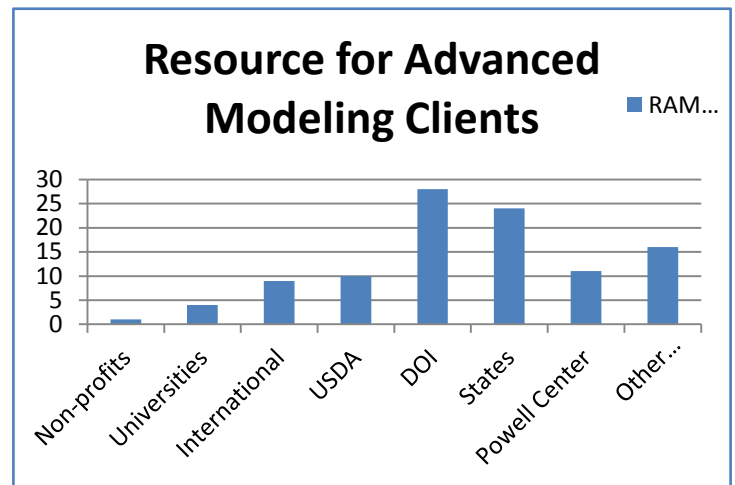 Resource for Advanced
Modeling Clients
RAM…
30
25
20
15
10
5
0
Non-profits
Universities
International
USDA
DOI
States
Powell Center
Other…